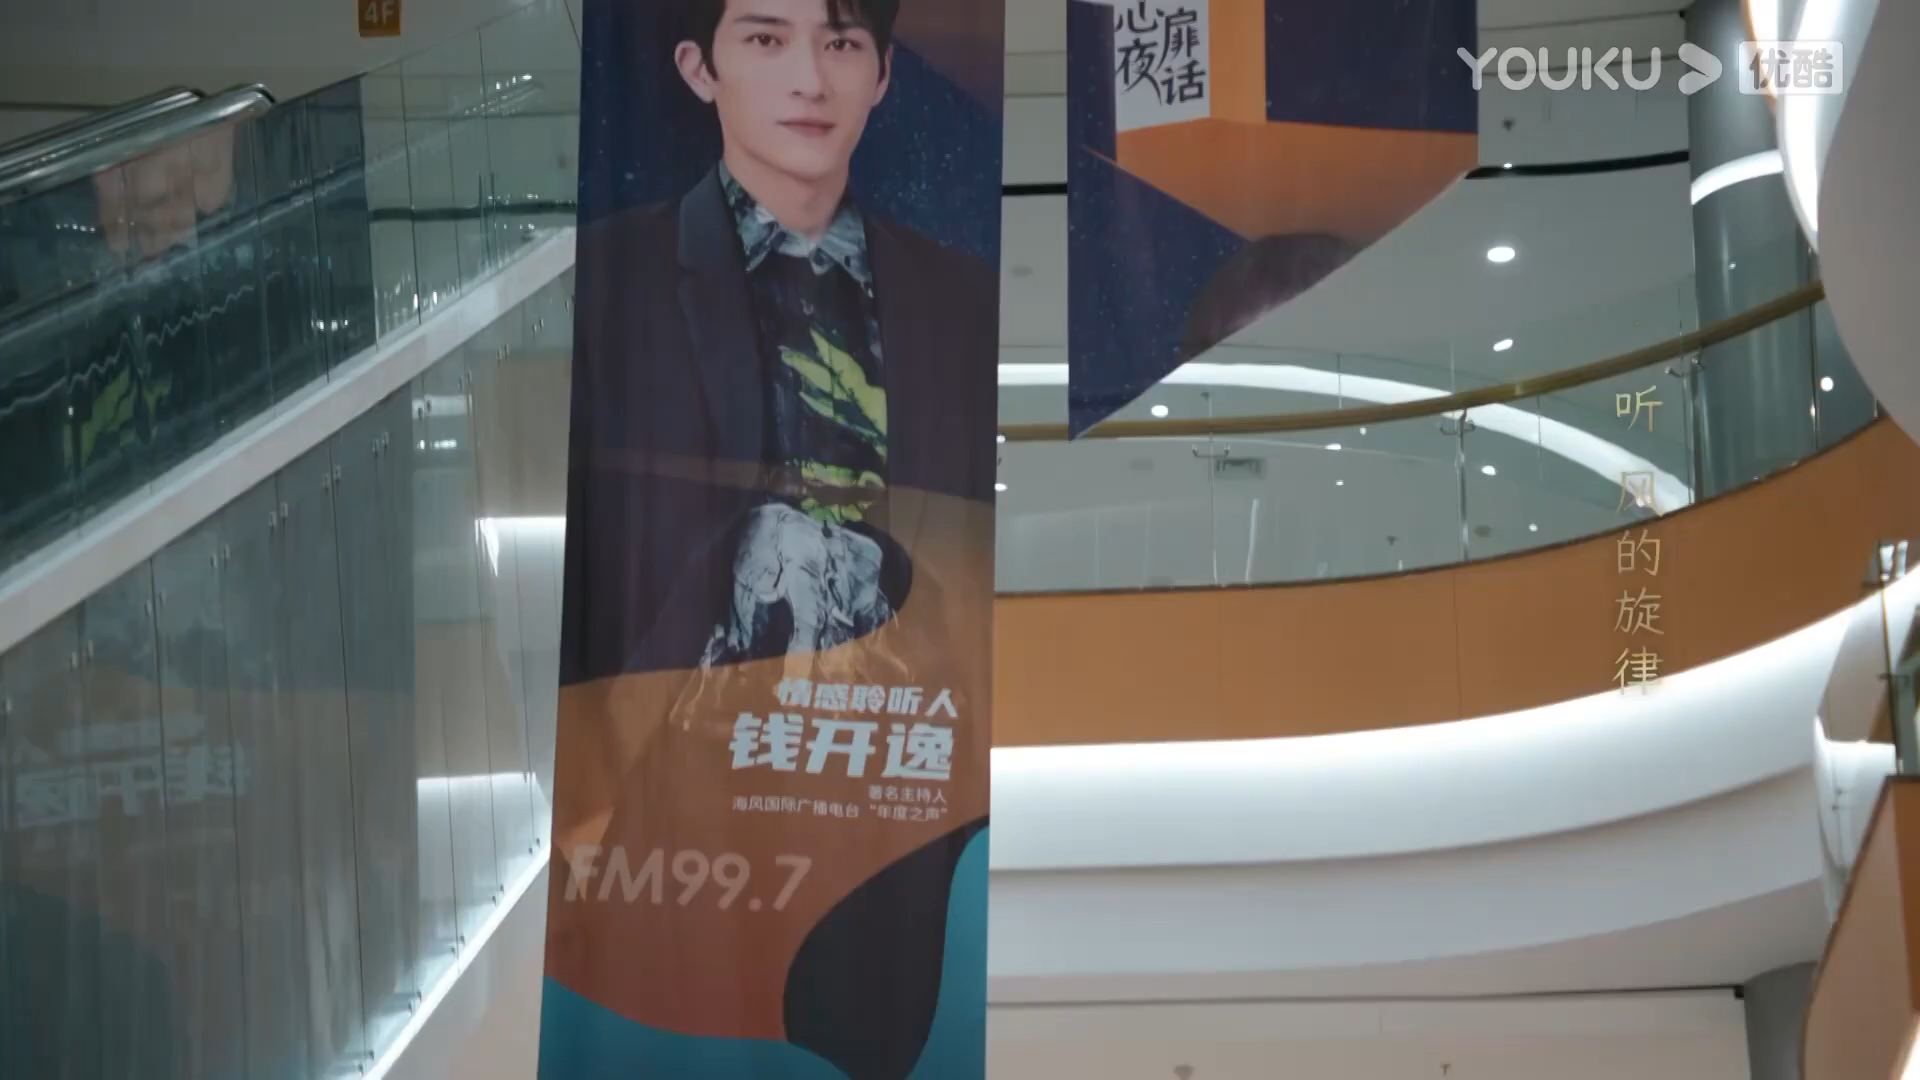 4F
心扉
夜话
YOUKU 优酷
听风的旋律
情感聆听人
钱开逸
著名主持人
海风国际广播电台“年度之声”
FM99.7